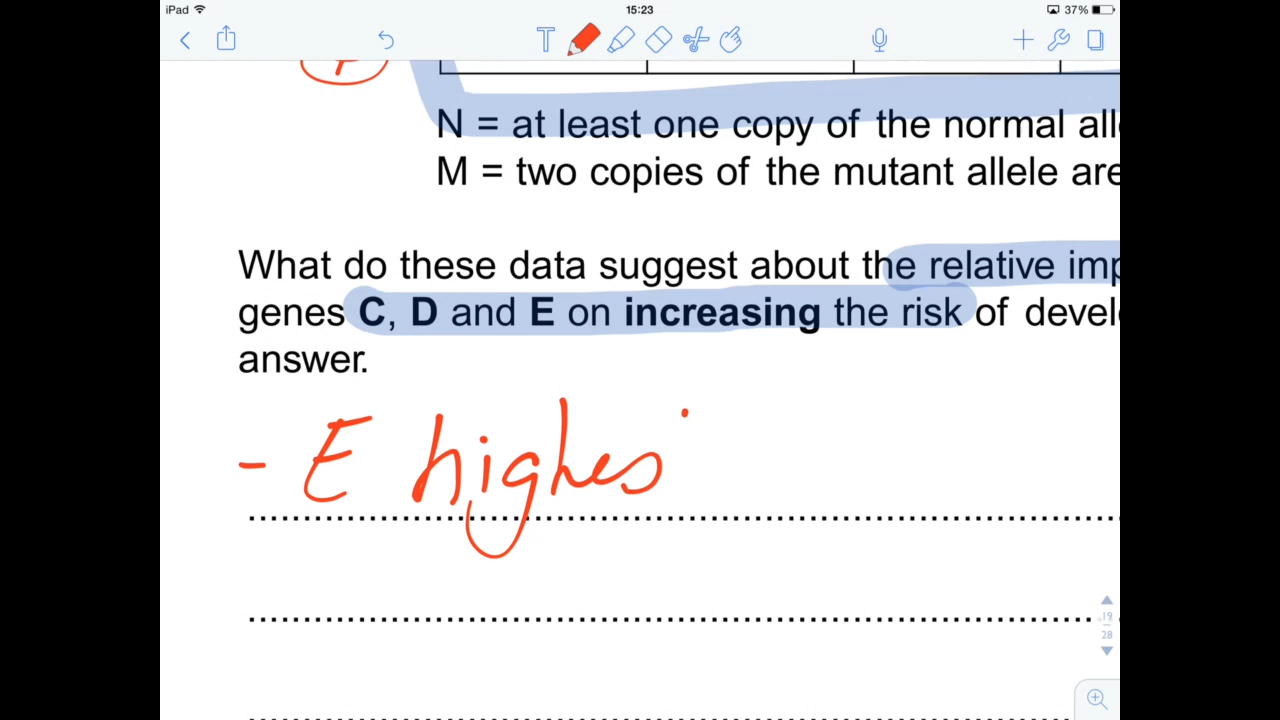 iPad 15:23 37%
T
N = at least one copy of the normal all
M = two copies of the mutant allele are
What do these data suggest about the relative imp
genes C, D and E on increasing the risk of devel
answer.
- E highes
19
28